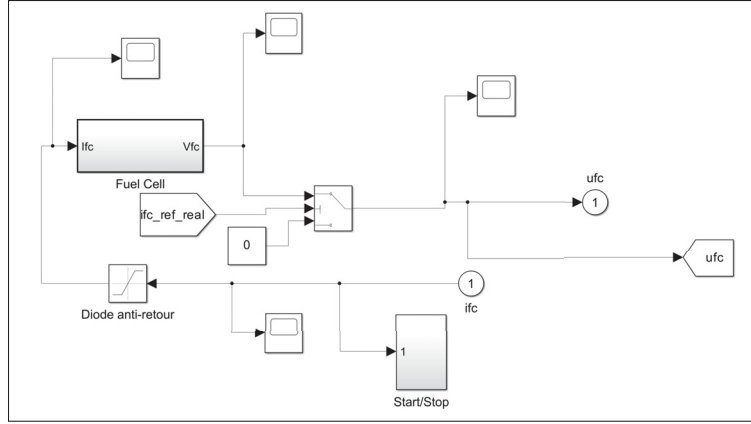 Ifc
Vfc
Fuel Cell
ifc_ref_real
0
ufc
1
ufc
Diode anti-retour
1
ifc
1
Start/Stop